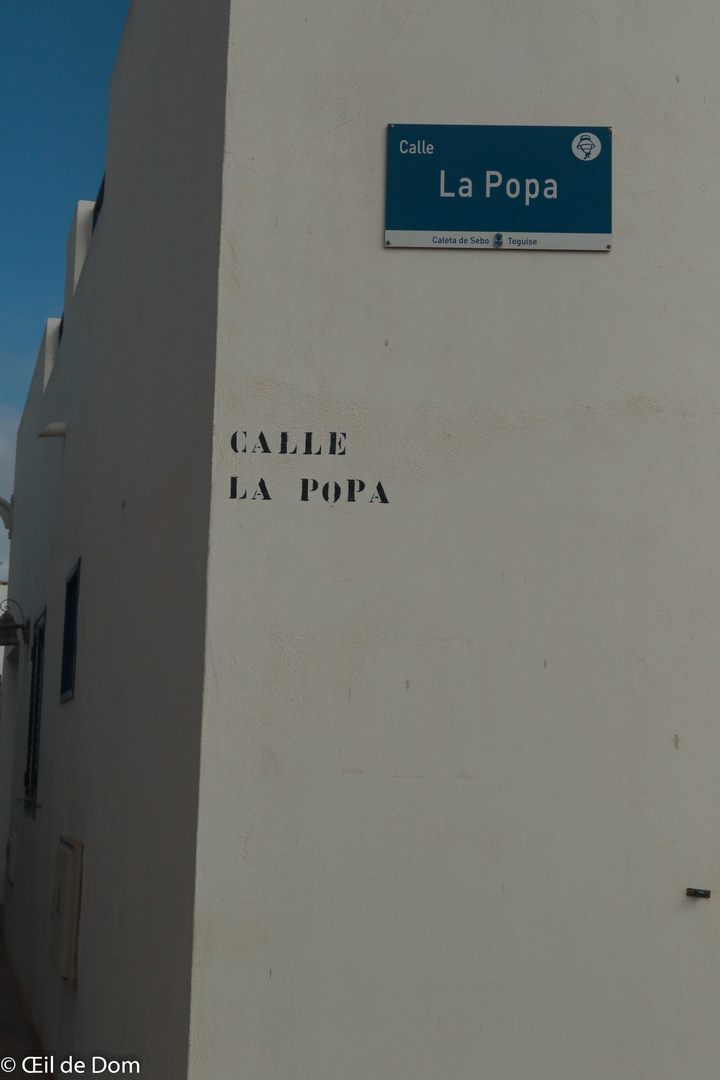 Calle
La Popa
Caleta de Sebo Teguise
CALLE
LA POPA
© Œil de Dom